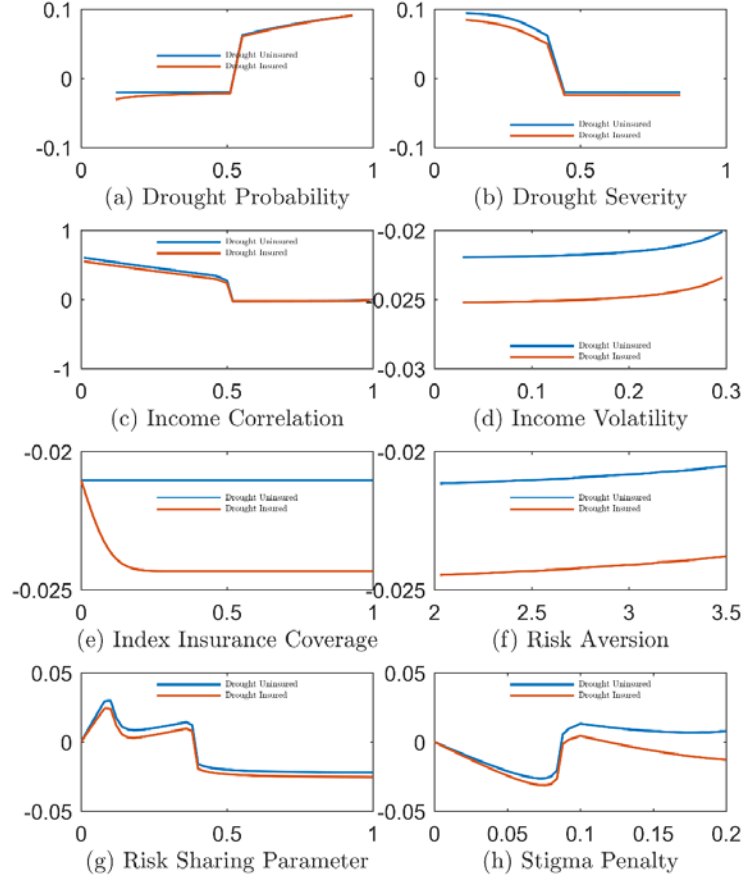 0.1
0
-0.1
0 0.5 1
Drought Uninsured
Drought Insured
(a) Drought Probability
0.1
0
-0.1
0 0.5 1
Drought Uninsured
Drought Insured
(b) Drought Severity
1
0
-1
0 0.5 1
Drought Uninsured
Drought Insured
(c) Income Correlation
-0.02
-0.025
-0.03
0 0.1 0.2 0.3
Drought Uninsured
Drought Insured
(d) Income Volatility
-0.02
-0.025
0 0.5 1
Drought Uninsured
Drought Insured
(e) Index Insurance Coverage
-0.02
-0.025
2 2.5 3 3.5
Drought Uninsured
Drought Insured
(f) Risk Aversion
0.05
0
-0.05
0 0.5 1
Drought Uninsured
Drought Insured
(g) Risk Sharing Parameter
0.05
0
-0.05
0 0.05 0.1 0.15 0.2
Drought Uninsured
Drought Insured
(h) Stigma Penalty